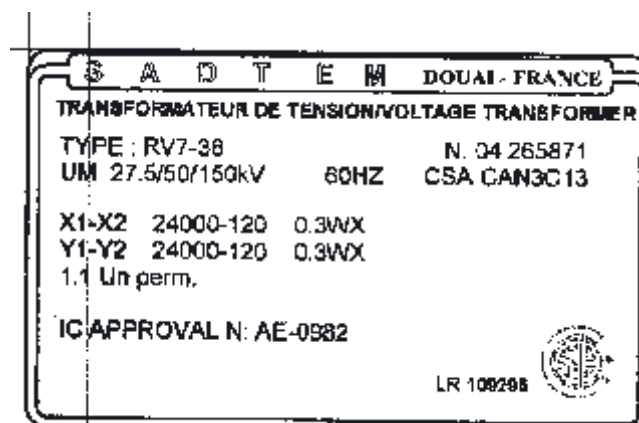 SADTEM DOUAI - FRANCE
TRANSFORMATEUR DE TENSION/VOLTAGE TRANSFORMER
TYPE : RV7-36 N. 04 265871
UM 27.5/50/150kV 60HZ CSA CAN3C13
X1-X2 24000-120 0.3WX
Y1-Y2 24000-120 0.3WX
1.1 Un perm.
IC APPROVAL N: AE-0982
LR 109296